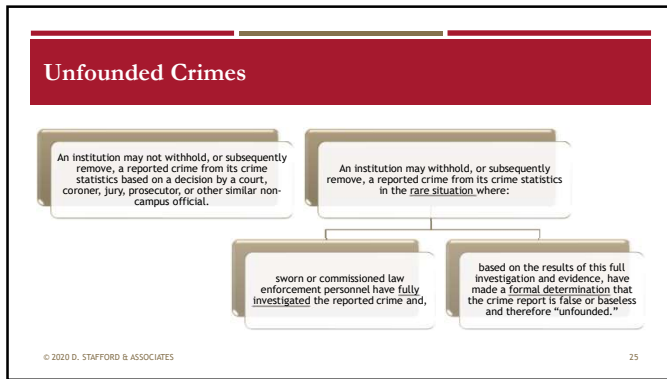 Unfounded Crimes
An institution may not withhold, or subsequently
remove, a reported crime from its crime
statistics based on a decision by a court,
coroner, jury, prosecutor, or other similar non-
campus official.
An institution may withhold, or subsequently
remove, a reported crime from its crime statistics
in the rare situation where:
sworn or commissioned law
enforcement personnel have fully
investigated the reported crime and,
based on the results of this full
investigation and evidence, have
made a formal determination that
the crime report is false or baseless
and therefore “unfounded.”
© 2020 D. STAFFORD & ASSOCIATES
25